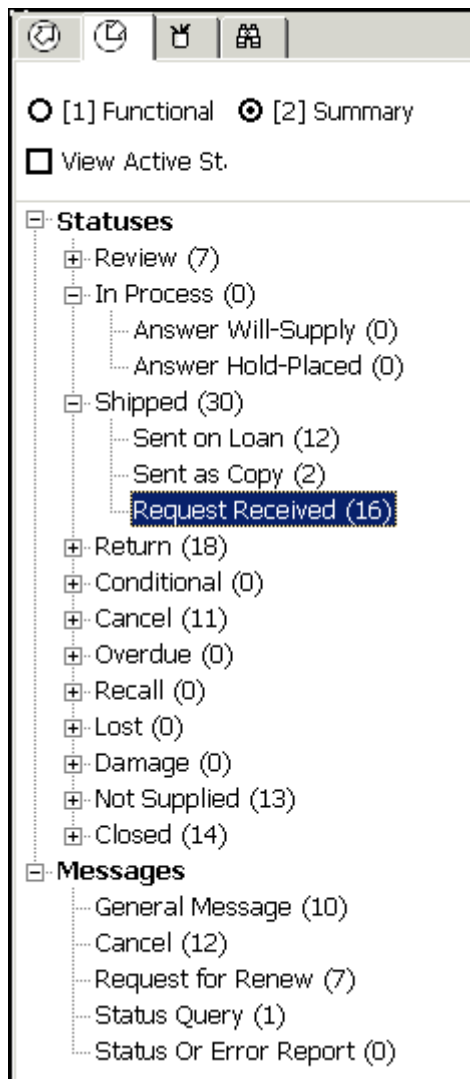 [1] Functional [2] Summary
View Active St.
Statuses
Review (7)
In Process (0)
Answer Will-Supply (0)
Answer Hold-Placed (0)
Shipped (30)
Sent on Loan (12)
Sent as Copy (2)
Request Received (16)
Return (18)
Conditional (0)
Cancel (11)
Overdue (0)
Recall (0)
Lost (0)
Damage (0)
Not Supplied (13)
Closed (14)
Messages
General Message (10)
Cancel (12)
Request for Renew (7)
Status Query (1)
Status Or Error Report (0)